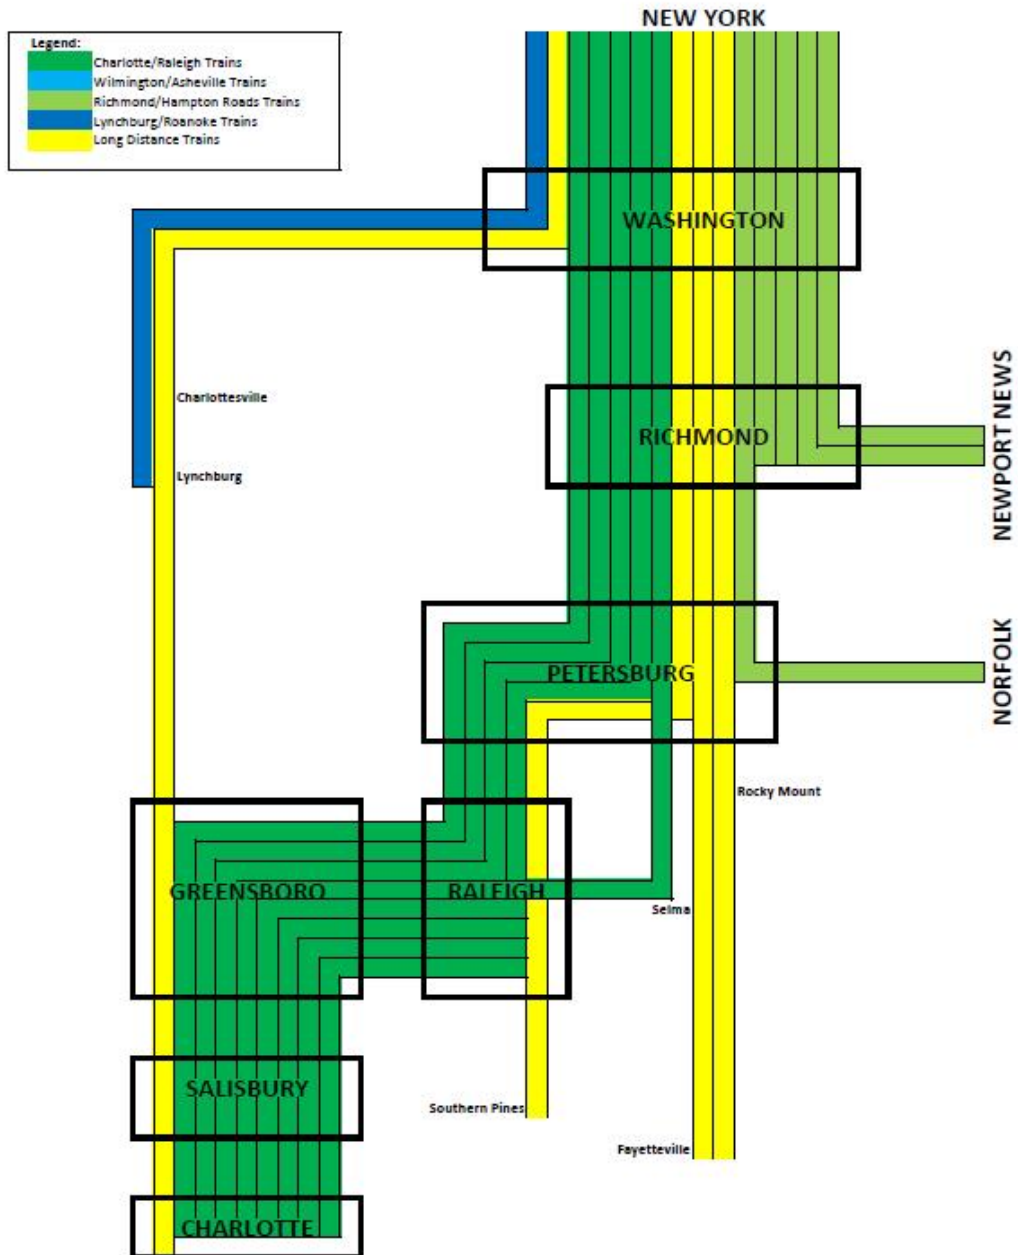 NEW YORK
Legend:
Charlotte/Raleigh Trains
Wilmington/Asheville Trains
Richmond/Hampton Roads Trains
Lynchburg/Roanoke Trains
Long Distance Trains
WASHINGTON
Charlottesville
RICHMOND
NEWPORT NEWS
Lynchburg
PETERSBURG
NORFOLK
Rocky Mount
GREENSBORO
RALEIGH
Selma
SALISBURY
Southern Pines
Fayetteville
CHARLOTTE